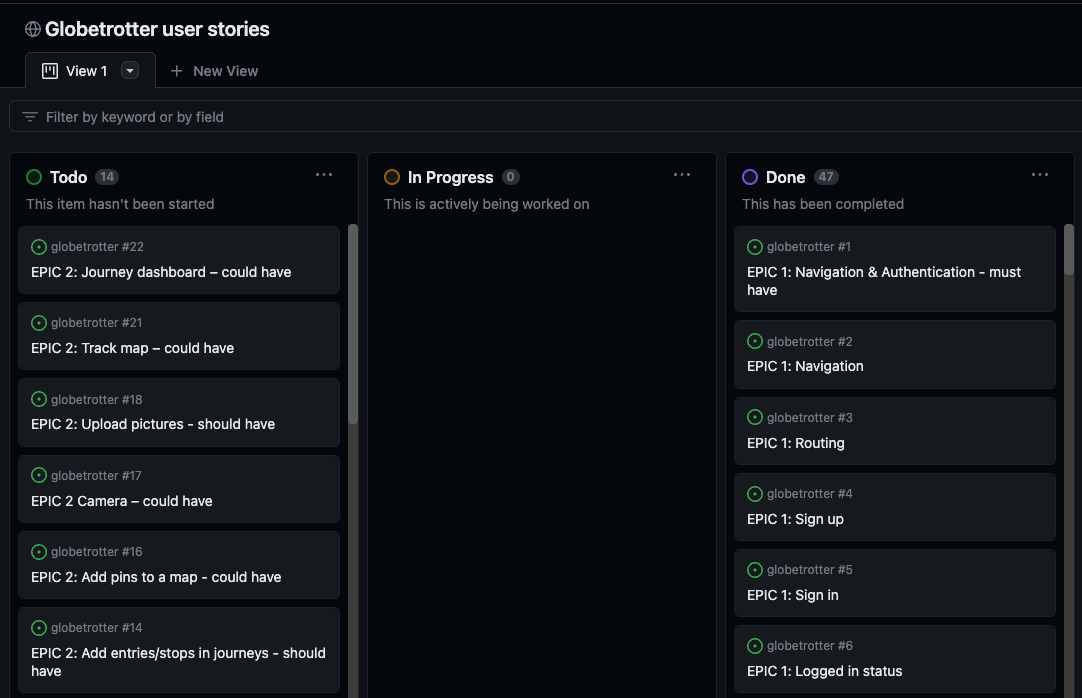 Globetrotter user stories
View 1
New View
Filter by keyword or by field
Todo 14
This item hasn't been started
globetrotter #22
EPIC 2: Journey dashboard – could have
globetrotter #21
EPIC 2: Track map – could have
globetrotter #18
EPIC 2: Upload pictures - should have
globetrotter #17
EPIC 2 Camera – could have
globetrotter #16
EPIC 2: Add pins to a map - could have
globetrotter #14
EPIC 2: Add entries/stops in journeys - should
have
In Progress 0
This is actively being worked on
Done 47
This has been completed
globetrotter #1
EPIC 1: Navigation & Authentication - must
have
globetrotter #2
EPIC 1: Navigation
globetrotter #3
EPIC 1: Routing
globetrotter #4
EPIC 1: Sign up
globetrotter #5
EPIC 1: Sign in
globetrotter #6
EPIC 1: Logged in status